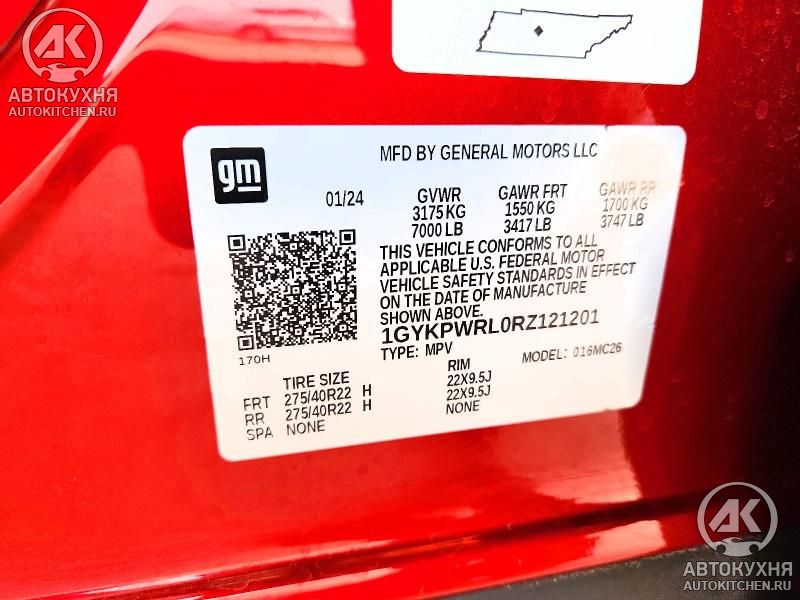 AK
АВТОКУХНЯ
AUTOKITCHEN.RU
gm
MFD BY GENERAL MOTORS LLC
01/24
GVWR GAWR FRT GAWR RR
3175 KG 1550 KG 1700 KG
7000 LB 3417 LB 3747 LB
THIS VEHICLE CONFORMS TO ALL
APPLICABLE U.S. FEDERAL MOTOR
VEHICLE SAFETY STANDARDS IN EFFECT
ON THE DATE OF MANUFACTURE
SHOWN ABOVE.
1GYKPWRL0RZ121201
170H
TYPE: MPV MODEL: 016MC26
TIRE SIZE RIM
FRT 275/40R22 H 22X9.5J
RR 275/40R22 H 22X9.5J
SPA NONE NONE
AK
АВТОКУХНЯ
AUTOKITCHEN.RU